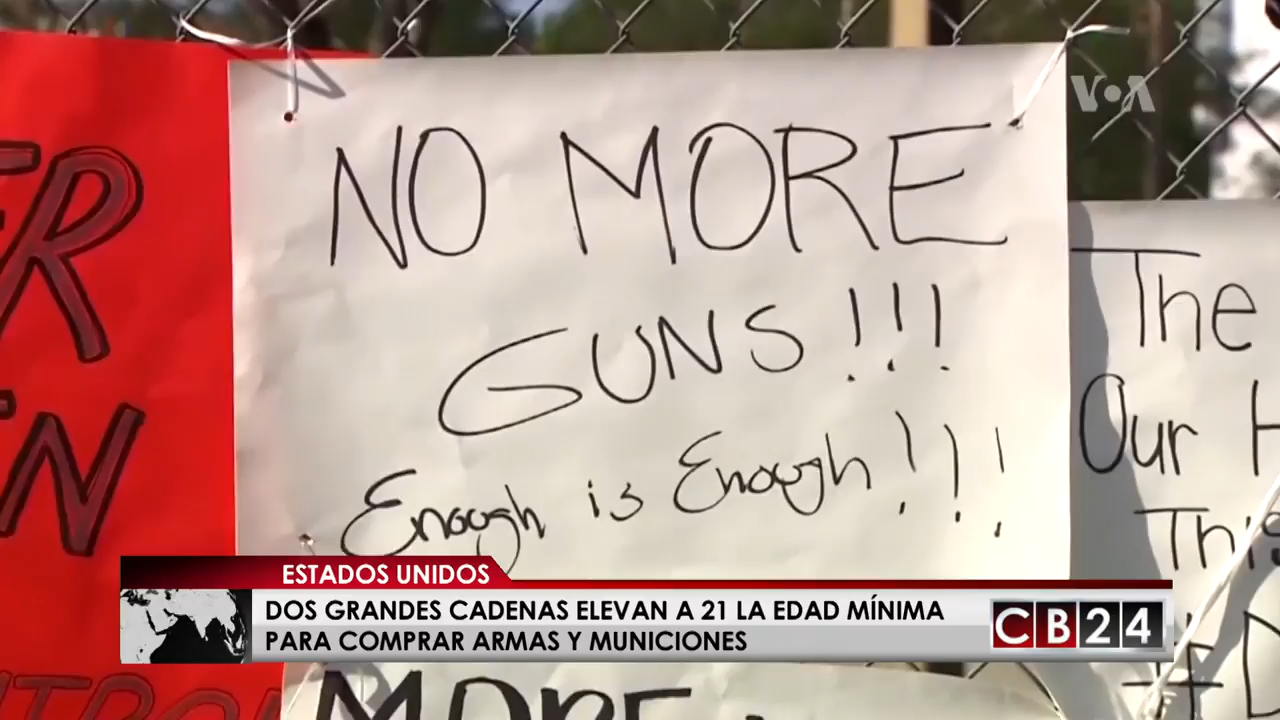 VOA
NO MORE
GUNS!!!
Enough is Enough!!!
The
Our H
This
#D
ESTADOS UNIDOS
DOS GRANDES CADENAS ELEVAN A 21 LA EDAD MÍNIMA
PARA COMPRAR ARMAS Y MUNICIONES
CB24
MORE